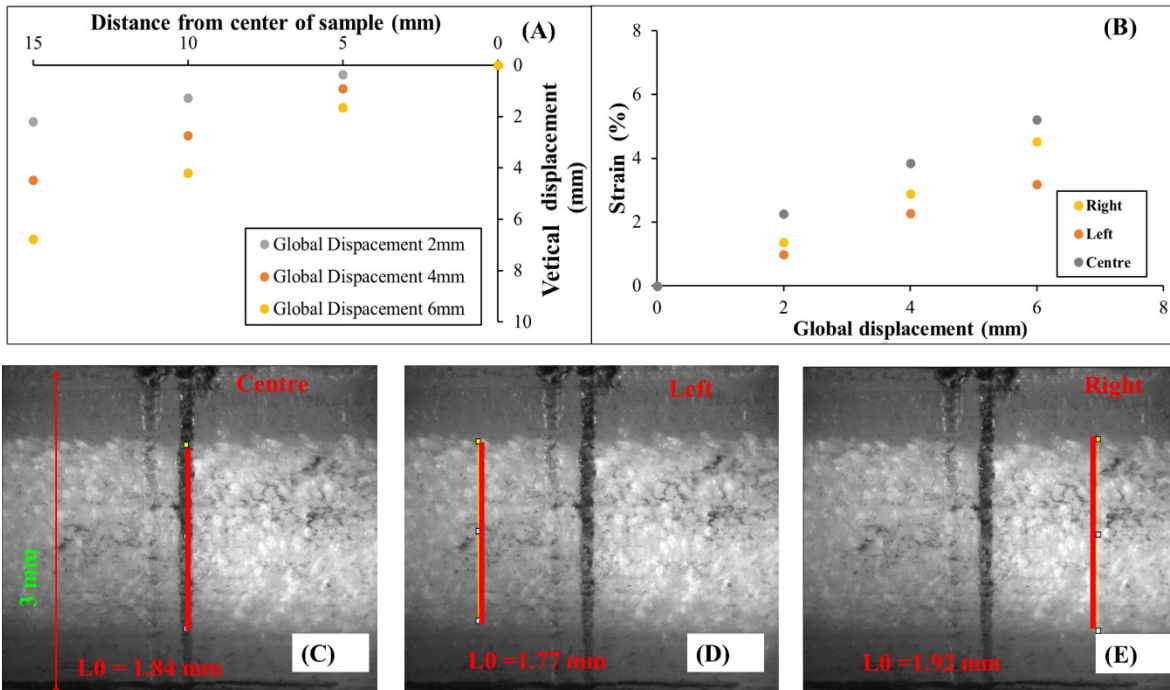 Distance from center of sample (mm)
(A)
15
10
5
0
0
2
4
6
8
10
Vetical displacement
(mm)
Global Dispacement 2mm
Global Dispacement 4mm
Global Dispacement 6mm
(B)
8
6
4
2
0
Strain (%)
Right
Left
Centre
0
2
4
6
8
Global displacement (mm)
Centre
3 mm
L0 = 1.84 mm
(C)
Left
L0 =1.77 mm
(D)
Right
L0 =1.92 mm
(E)